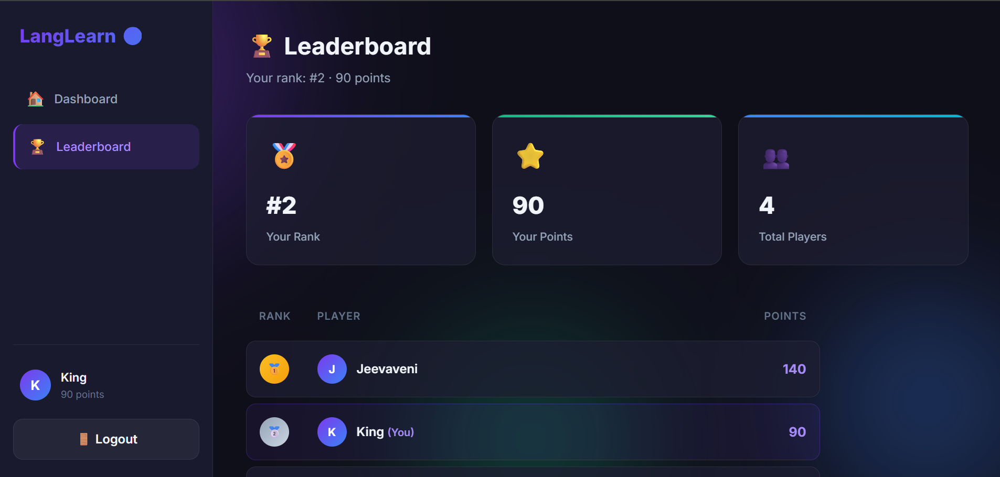 LangLearn
Dashboard
Leaderboard
King
90 points
Logout
Leaderboard
Your rank: #2 · 90 points
#2
Your Rank
90
Your Points
4
Total Players
RANK PLAYER POINTS
1 J Jeevaveni 140
2 K King (You) 90
K